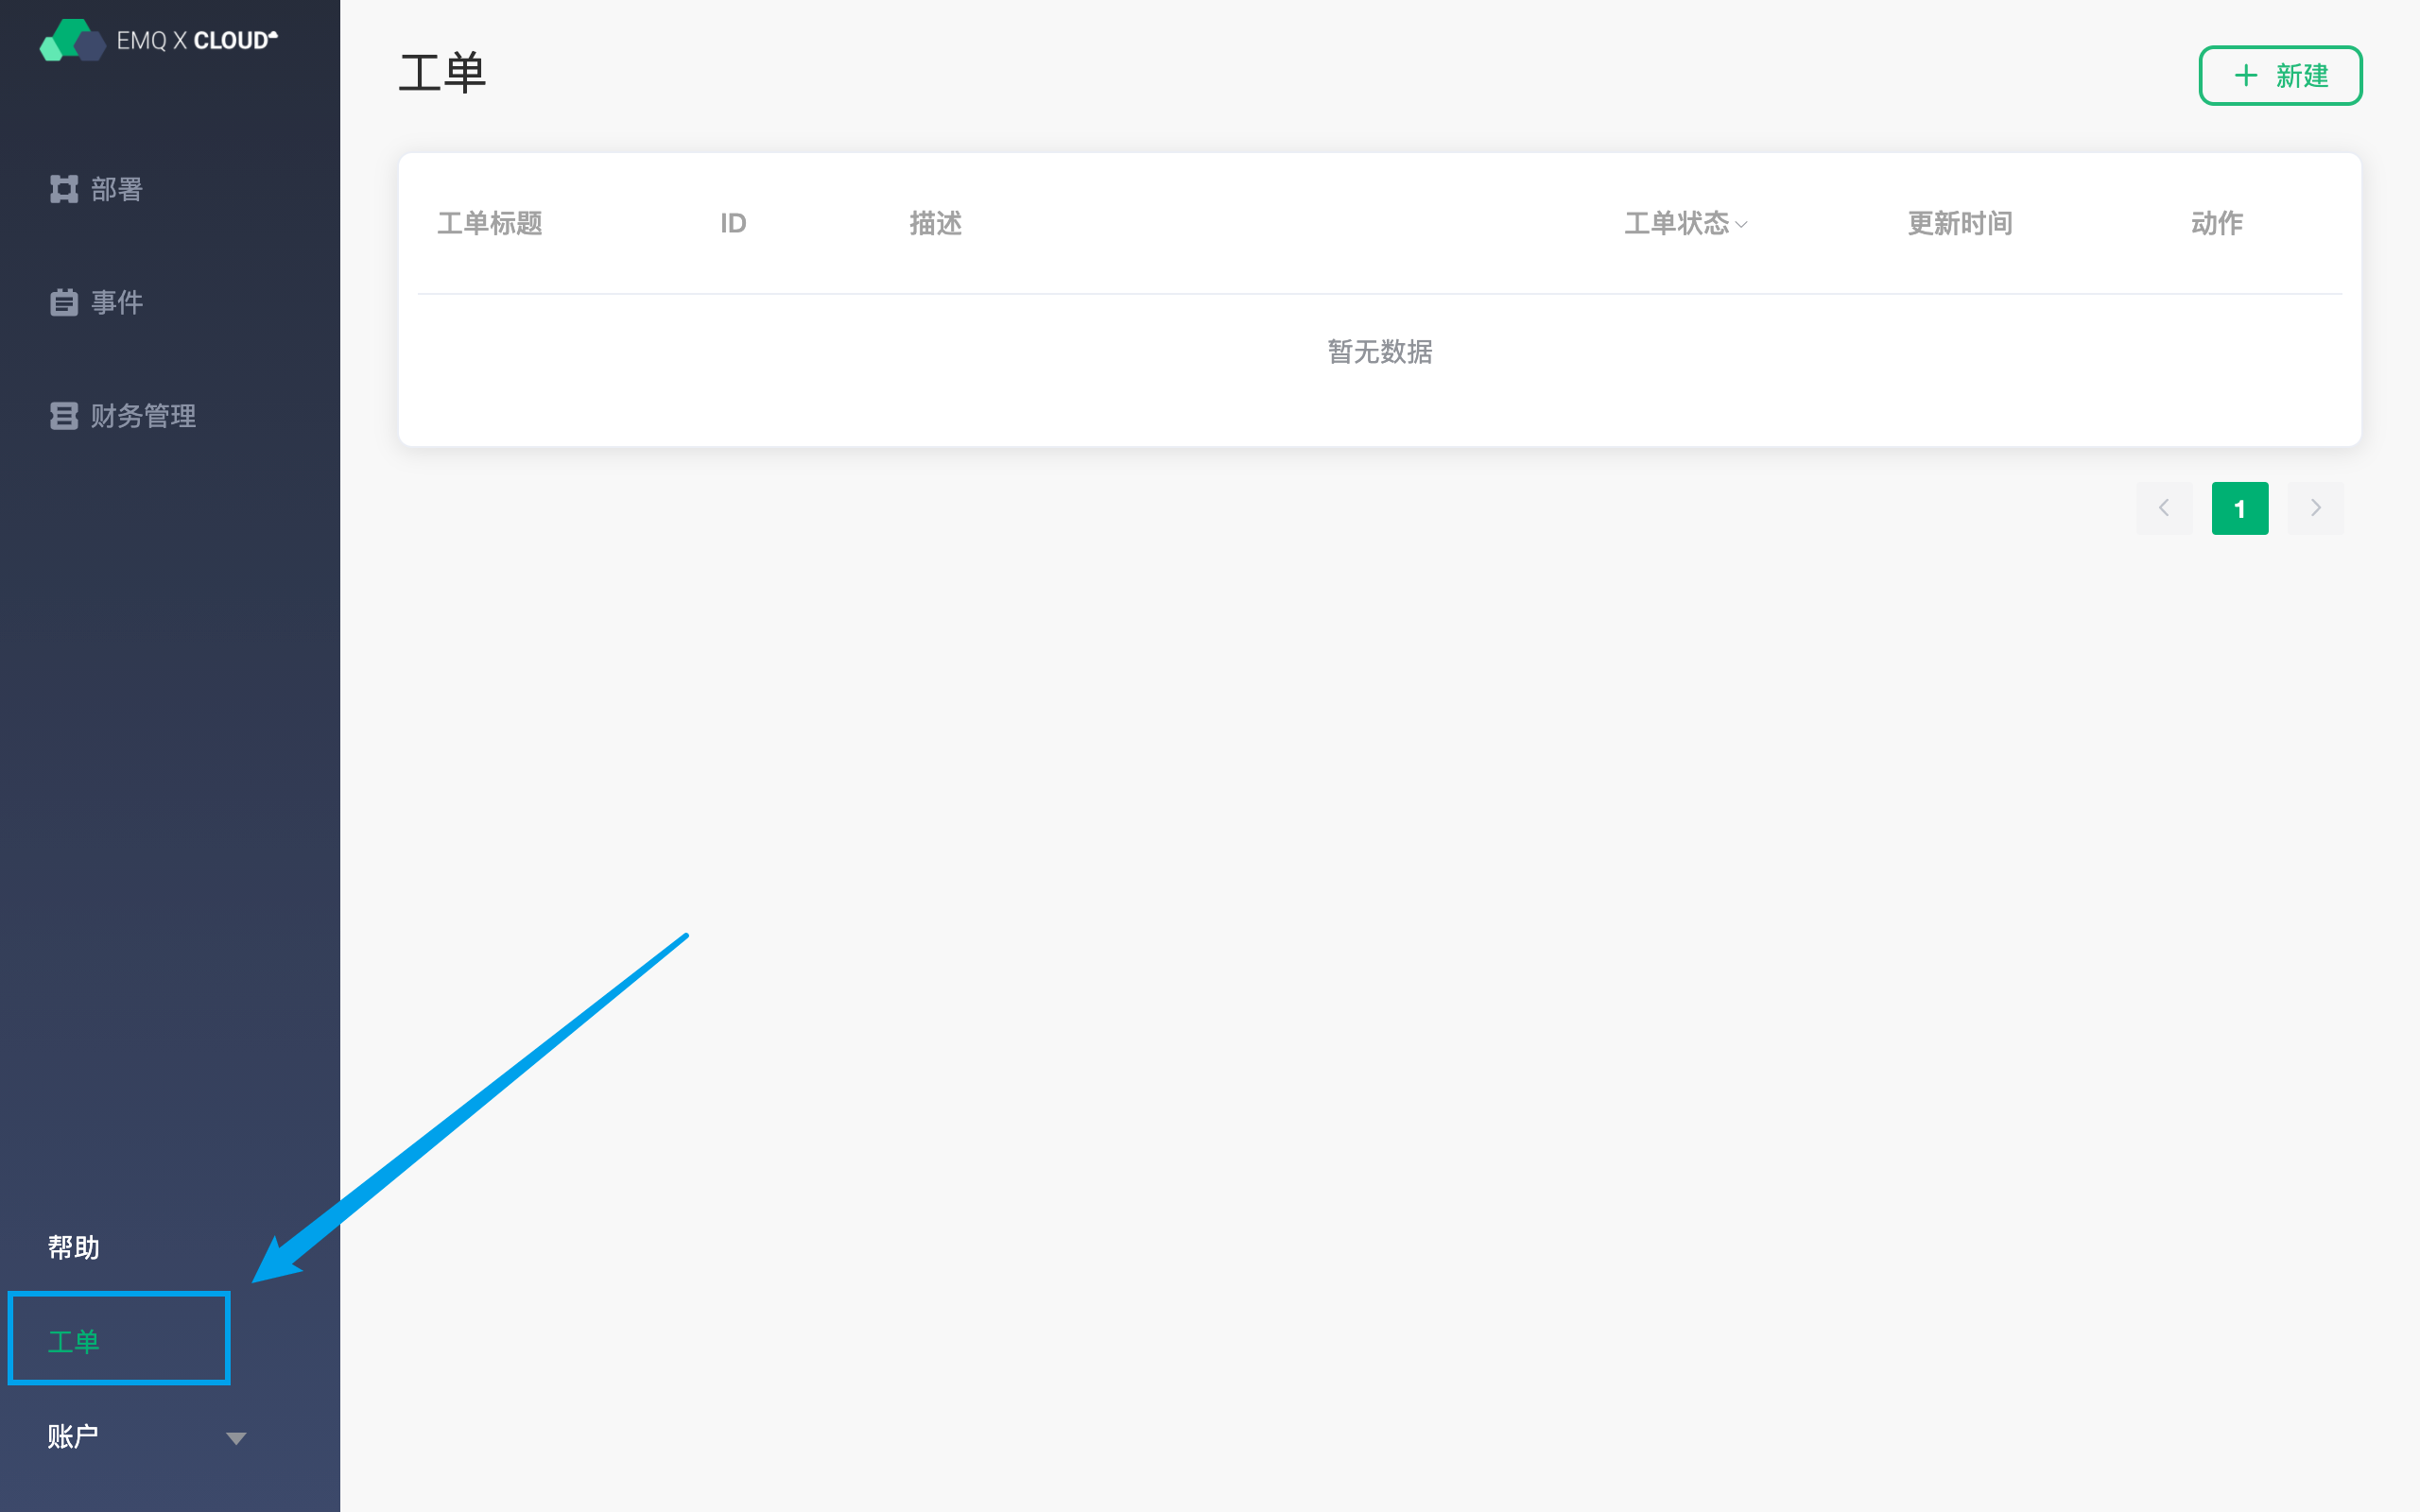 EMQ X CLOUD
部署
事件
财务管理
帮助
工单
账户
工单
新建
工单标题 ID 描述 工单状态 更新时间 动作
暂无数据
1